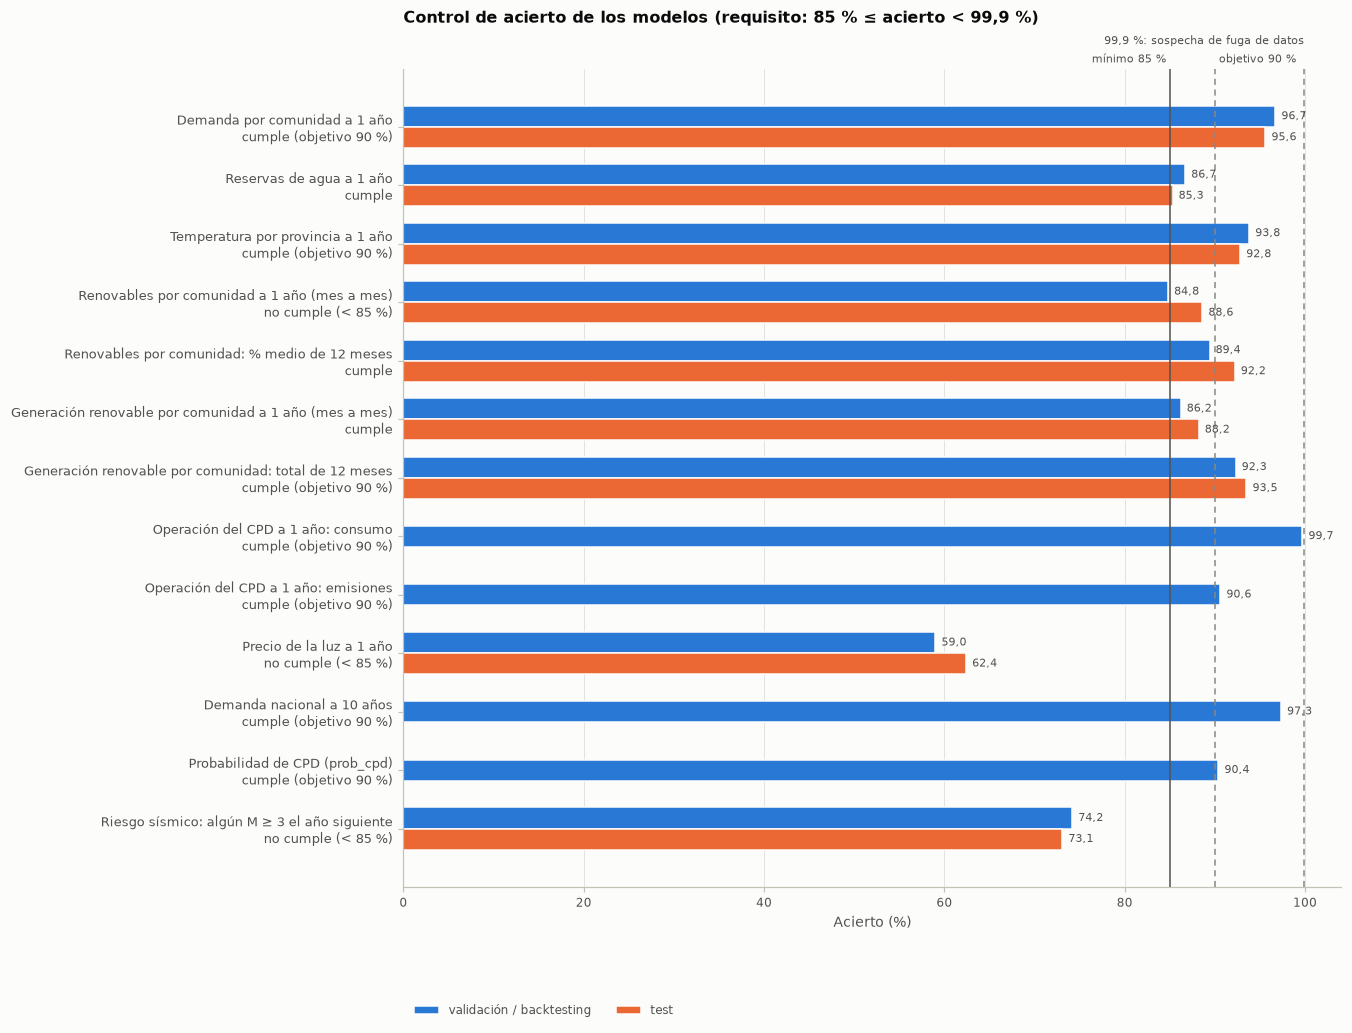 Control de acierto de los modelos (requisito: 85 % ≤ acierto < 99,9 %)
99,9 %: sospecha de fuga de datos
mínimo 85 %
objetivo 90 %
Demanda por comunidad a 1 año
cumple (objetivo 90 %)
96,7
95,6
Reservas de agua a 1 año
cumple
86,7
85,3
Temperatura por provincia a 1 año
cumple (objetivo 90 %)
93,8
92,8
Renovables por comunidad a 1 año (mes a mes)
no cumple (< 85 %)
84,8
88,6
Renovables por comunidad: % medio de 12 meses
cumple
89,4
92,2
Generación renovable por comunidad a 1 año (mes a mes)
cumple
86,2
88,2
Generación renovable por comunidad: total de 12 meses
cumple (objetivo 90 %)
92,3
93,5
Operación del CPD a 1 año: consumo
cumple (objetivo 90 %)
99,7
Operación del CPD a 1 año: emisiones
cumple (objetivo 90 %)
90,6
Precio de la luz a 1 año
no cumple (< 85 %)
59,0
62,4
Demanda nacional a 10 años
cumple (objetivo 90 %)
97,3
Probabilidad de CPD (prob_cpd)
cumple (objetivo 90 %)
90,4
Riesgo sísmico: algún M ≥ 3 el año siguiente
no cumple (< 85 %)
74,2
73,1
0 20 40 60 80 100
Acierto (%)
validación / backtesting
test